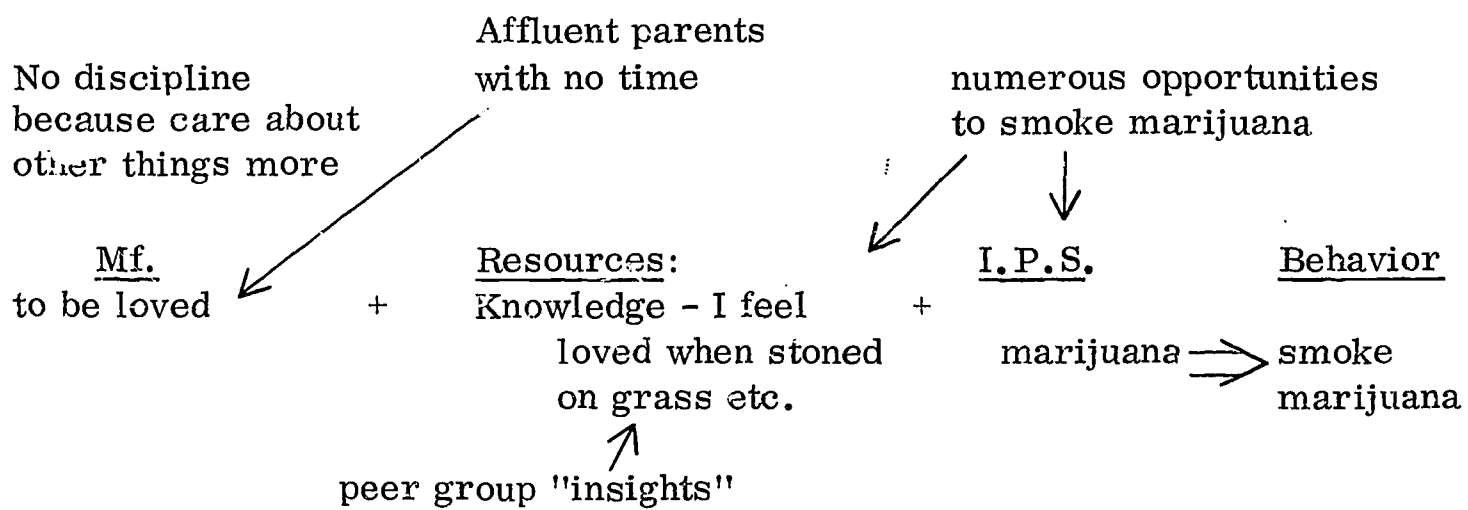 Affluent parents
with no time
No discipline
because care about
other things more
numerous opportunities
to smoke marijuana
Mf.
to be loved
+
Resources:
Knowledge - I feel
loved when stoned
on grass etc.
+
I.P.S.
marijuana
Behavior
smoke
marijuana
peer group "insights"